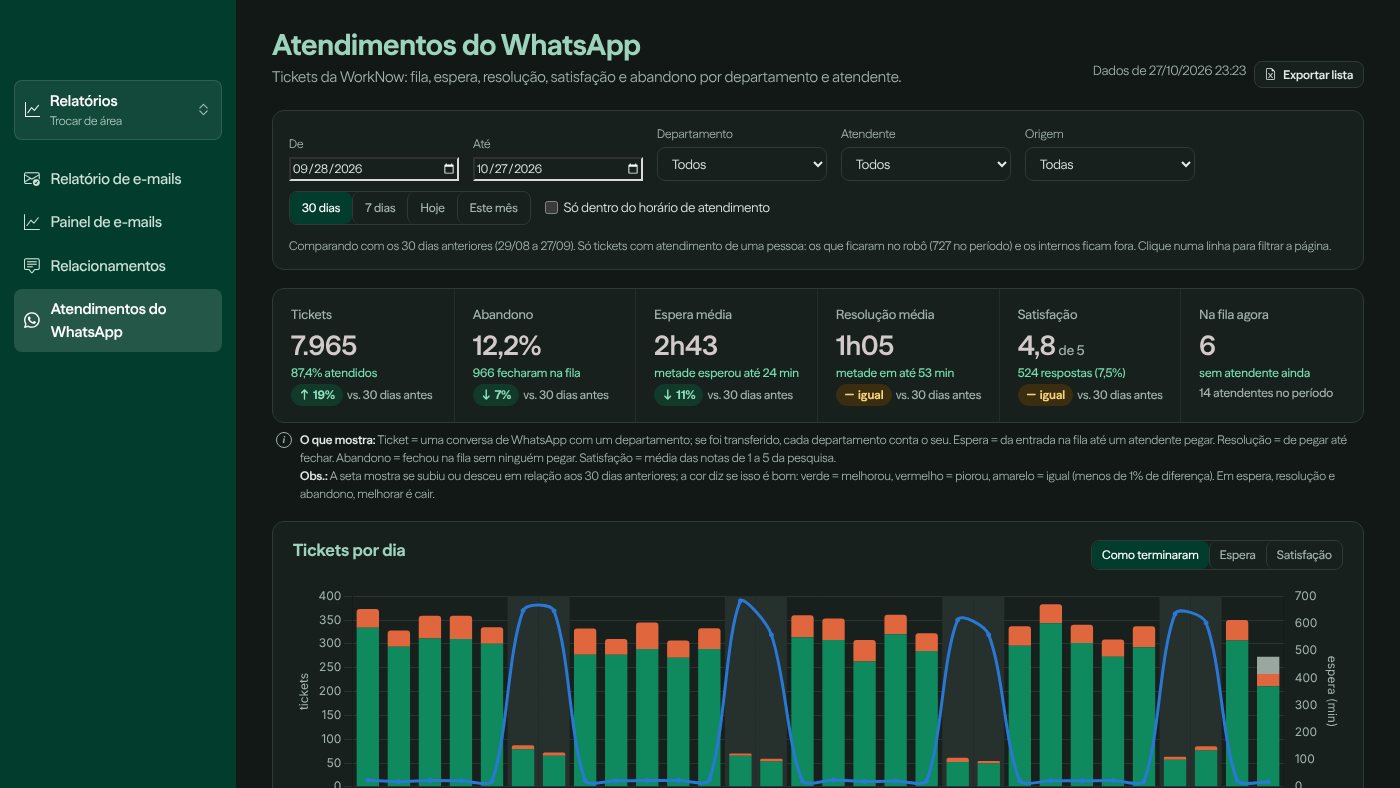 Relatórios
Trocar de área
Relatório de e-mails
Painel de e-mails
Relacionamentos
Atendimentos do
WhatsApp
Atendimentos do WhatsApp
Tickets da WorkNow: fila, espera, resolução, satisfação e abandono por departamento e atendente.
Dados de 27/10/2026 23:23
Exportar lista
De
09/28/2026
Até
10/27/2026
Departamento
Todos
Atendente
Todos
Origem
Todas
30 dias
7 dias
Hoje
Este mês
Só dentro do horário de atendimento
Comparando com os 30 dias anteriores (29/08 a 27/09). Só tickets com atendimento de uma pessoa: os que ficaram no robô (727 no período) e os internos ficam fora. Clique numa linha para filtrar a página.
Tickets
7.965
87,4% atendidos
↑ 19% vs. 30 dias antes
Abandono
12,2%
966 fecharam na fila
↓ 7% vs. 30 dias antes
Espera média
2h43
metade esperou até 24 min
↓ 11% vs. 30 dias antes
Resolução média
1h05
metade em até 53 min
– igual vs. 30 dias antes
Satisfação
4,8 de 5
524 respostas (7,5%)
– igual vs. 30 dias antes
Na fila agora
6
sem atendente ainda
14 atendentes no período
O que mostra: Ticket = uma conversa de WhatsApp com um departamento; se foi transferido, cada departamento conta o seu. Espera = da entrada na fila até um atendente pegar. Resolução = de pegar até
fechar. Abandono = fechou na fila sem ninguém pegar. Satisfação = média das notas de 1 a 5 da pesquisa.
Obs.: A seta mostra se subiu ou desceu em relação aos 30 dias anteriores; a cor diz se isso é bom: verde = melhorou, vermelho = piorou, amarelo = igual (menos de 1% de diferença). Em espera, resolução e
abandono, melhorar é cair.
Tickets por dia
Como terminaram
Espera
Satisfação
400
350
300
250
200
150
100
50
0
tickets
700
600
500
400
300
200
100
0
espera (min)